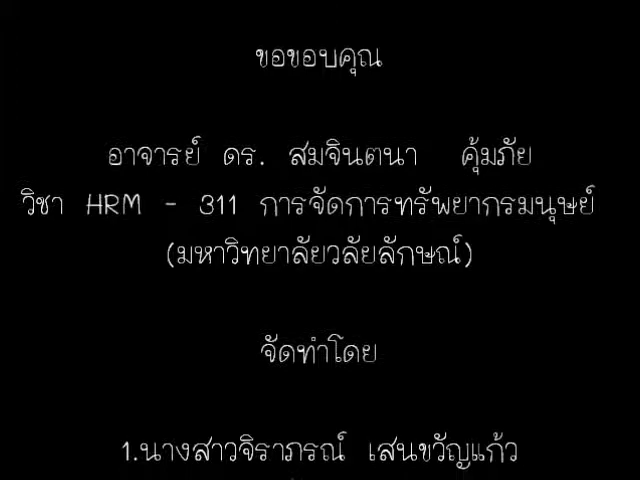 ขอขอบคุณ
อาจารย์ ดร. สมจินตนา คุ้มภัย
วิชา HRM - 311 การจัดการทรัพยากรมนุษย์
(มหาวิทยาลัยวลัยลักษณ์)
จัดทำโดย
1.นางสาวจิราภรณ์ เสนขวัญแก้ว